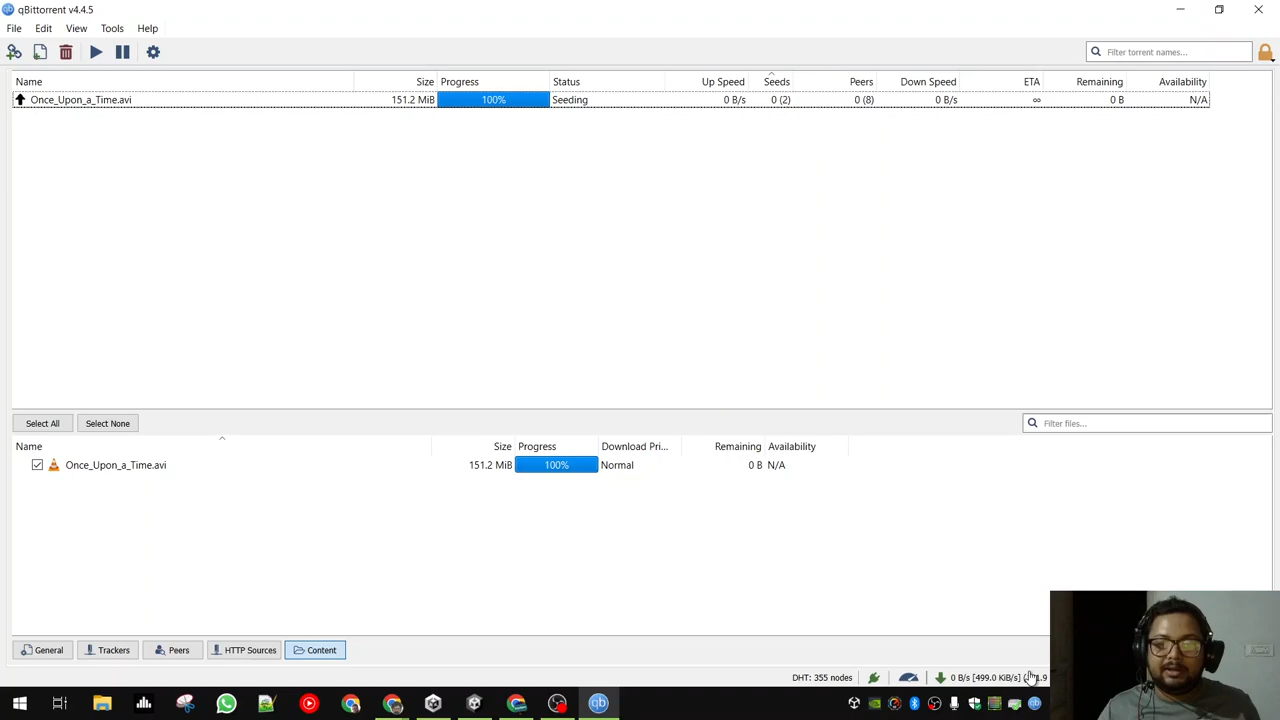 qBittorrent v4.4.5
File Edit View Tools Help
Filter torrent names...
Name Size Progress Status Up Speed Seeds Peers Down Speed ETA Remaining Availability
Once_Upon_a_Time.avi 151.2 MiB 100% Seeding 0 B/s 0 (2) 0 (8) 0 B/s ∞ 0 B N/A
Select All Select None Filter files...
Name Size Progress Download Pri... Remaining Availability
Once_Upon_a_Time.avi 151.2 MiB 100% Normal 0 B N/A
General Trackers Peers HTTP Sources Content
DHT: 355 nodes 0 B/s [499.0 KiB/s]